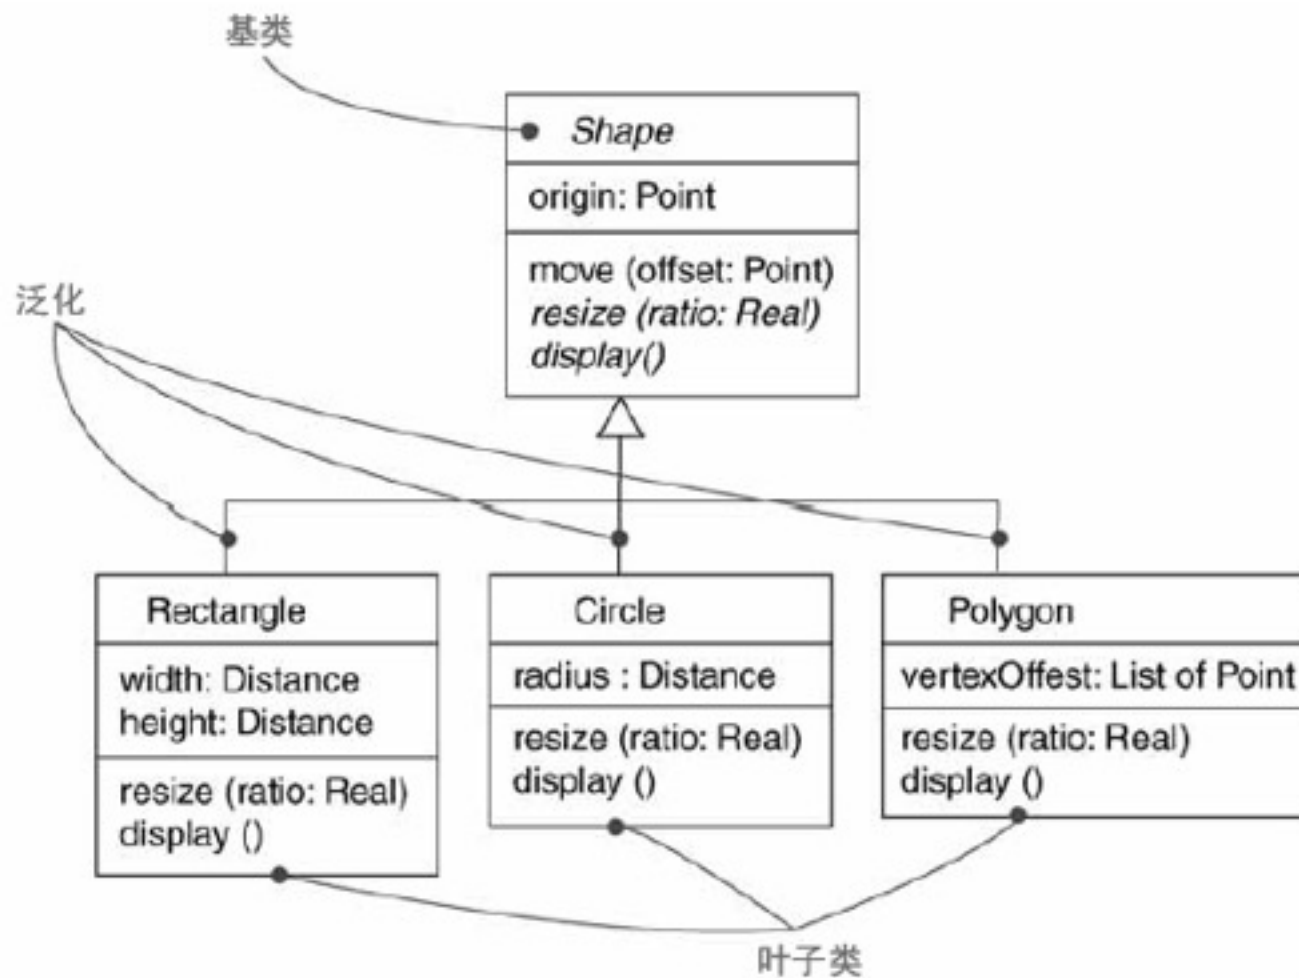 基类
Shape
origin: Point
move (offset: Point)
resize (ratio: Real)
display()
泛化
Rectangle
width: Distance
height: Distance
resize (ratio: Real)
display ()
Circle
radius : Distance
resize (ratio: Real)
display ()
Polygon
vertexOffest: List of Point
resize (ratio: Real)
display ()
叶子类